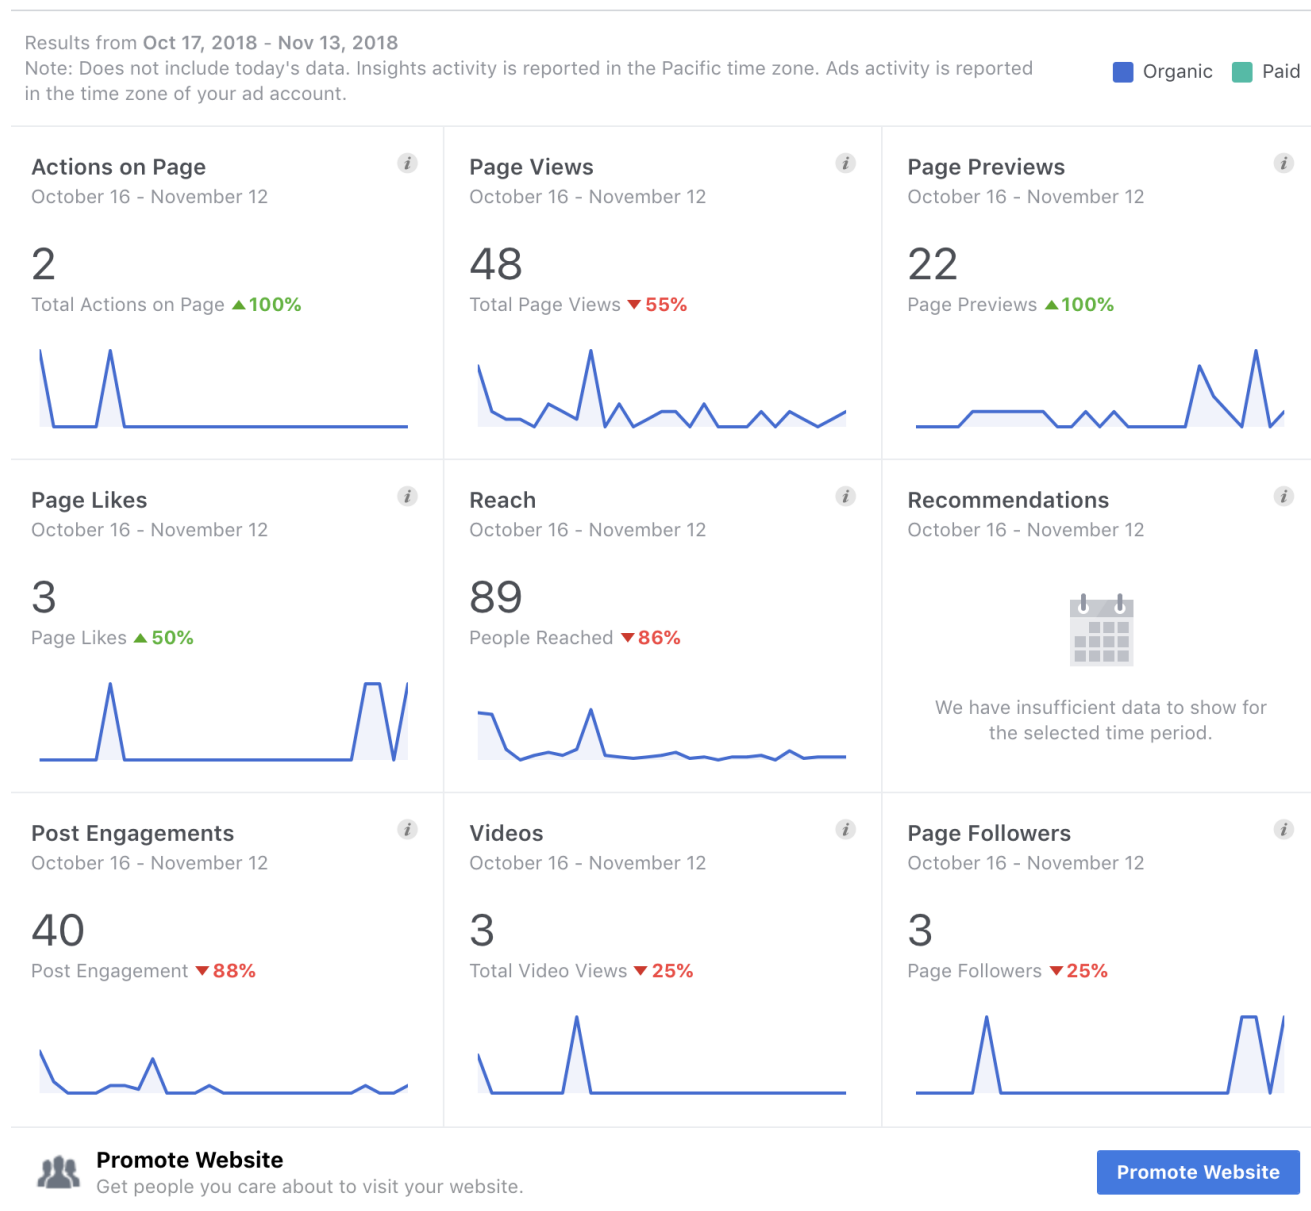 Results from Oct 17, 2018 - Nov 13, 2018
Note: Does not include today's data. Insights activity is reported in the Pacific time zone. Ads activity is reported
in the time zone of your ad account.
Organic Paid
Actions on Page
October 16 - November 12
2
Total Actions on Page ▲100%
Page Views
October 16 - November 12
48
Total Page Views ▼55%
Page Previews
October 16 - November 12
22
Page Previews ▲100%
Page Likes
October 16 - November 12
3
Page Likes ▲50%
Reach
October 16 - November 12
89
People Reached ▼86%
Recommendations
October 16 - November 12
We have insufficient data to show for
the selected time period.
Post Engagements
October 16 - November 12
40
Post Engagement ▼88%
Videos
October 16 - November 12
3
Total Video Views ▼25%
Page Followers
October 16 - November 12
3
Page Followers ▼25%
Promote Website
Get people you care about to visit your website.
Promote Website